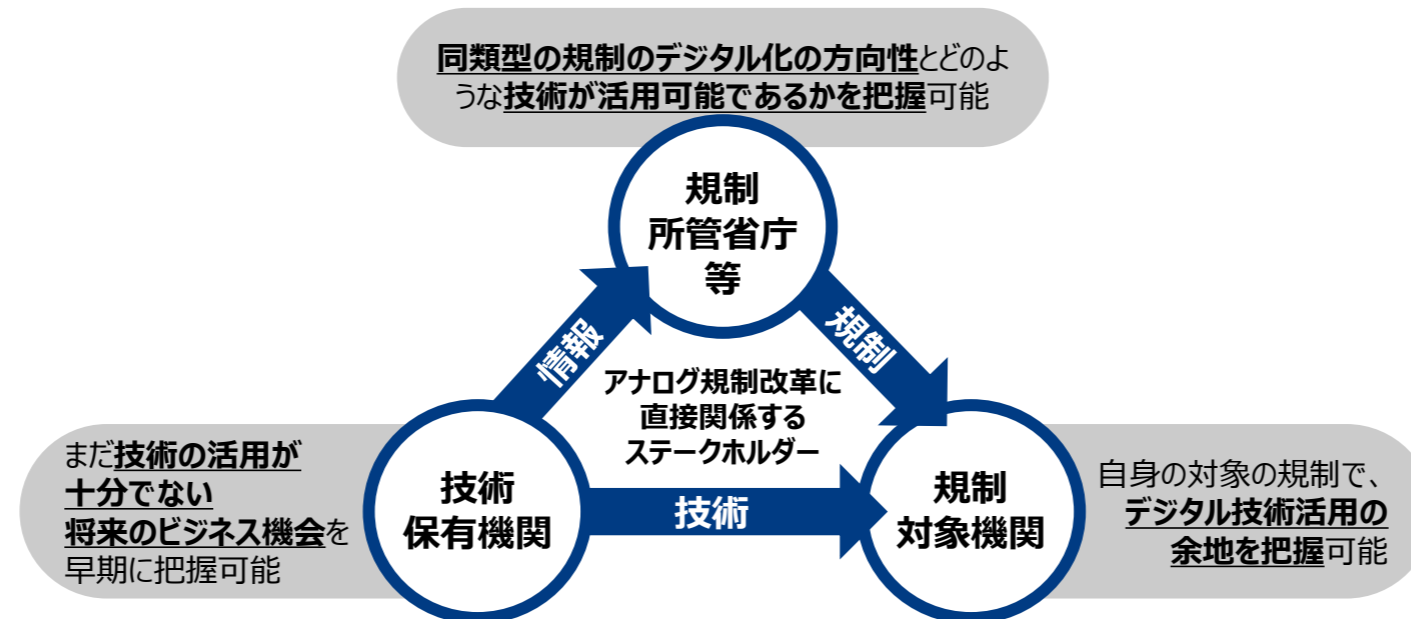 同類型の規制のデジタル化の方向性とどのよ
うな技術が活用可能であるかを把握可能
規制
所管省庁
等
情報
規制
アナログ規制改革に
直接関係する
ステークホルダー
まだ技術の活用が
十分でない
将来のビジネス機会を
早期に把握可能
技術
保有機関
技術
規制
対象機関
自身の対象の規制で、
デジタル技術活用の
余地を把握可能